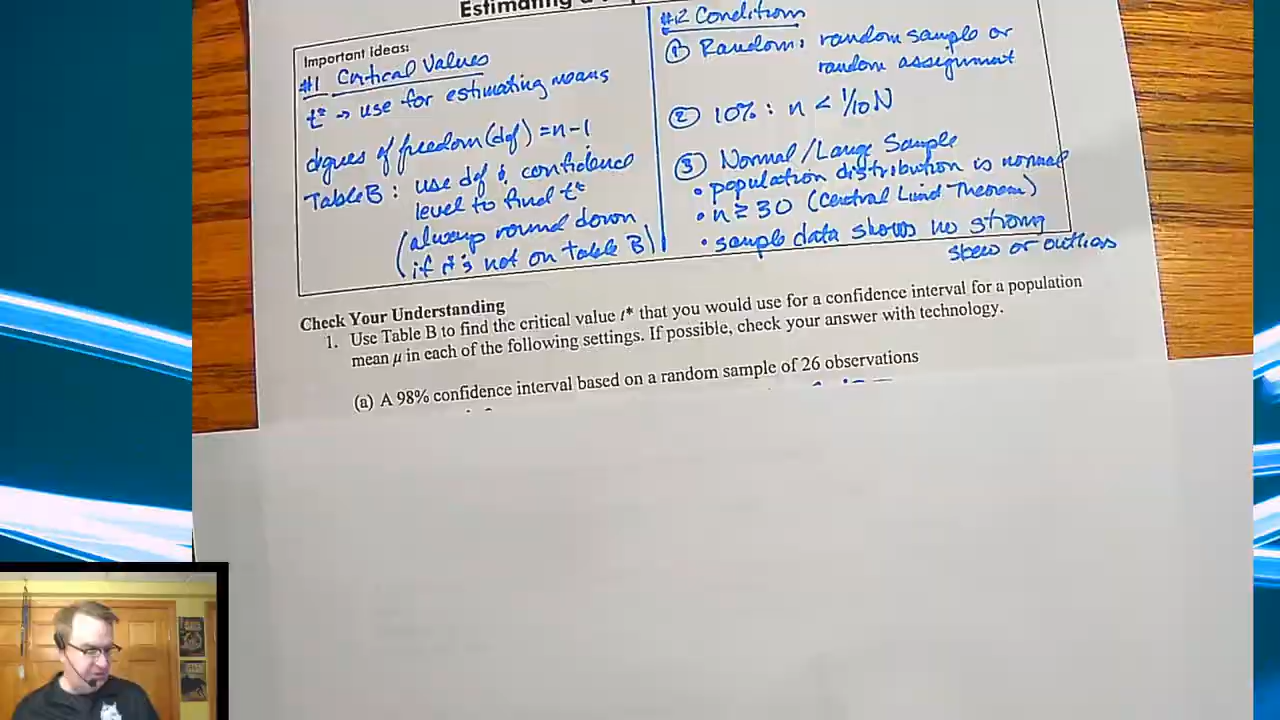 Estimating a
Important ideas:
#1 Critical Values
t* → use for estimating means
degrees of freedom (dof) = n-1
Table B: use dof & confidence
level to find t*
(always round down
if it's not on table B)
#2 Conditions
① Random: random sample or
random assignment
② 10%: n < 1/10 N
③ Normal/Large Sample
• population distribution is normal
• n ≥ 30 (Central Limit Theorem)
• sample data shows no strong
skew or outliers
Check Your Understanding
1. Use Table B to find the critical value t* that you would use for a confidence interval for a population
mean μ in each of the following settings. If possible, check your answer with technology.
(a) A 98% confidence interval based on a random sample of 26 observations